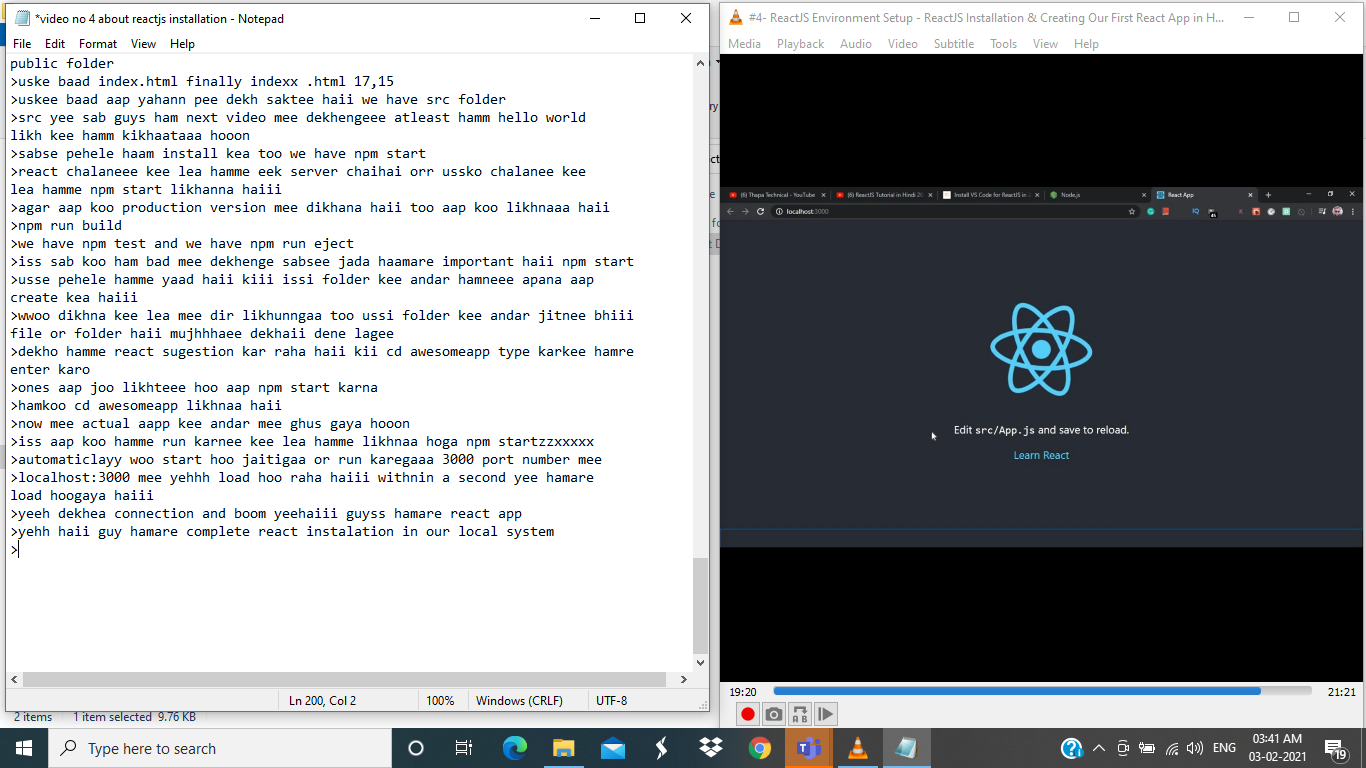 *video no 4 about reactjs installation - Notepad
File Edit Format View Help
public folder
>uske baad index.html finally indexx .html 17,15
>uskee baad aap yahann pee dekh saktee haii we have src folder
>src yee sab guys ham next video mee dekhengeee atleast hamm hello world
likh kee hamm kikhaataaa hooon
>sabse pehele haam install kea too we have npm start
>react chalaneee kee lea hamme eek server chaihai orr ussko chalanee kee
lea hamme npm start likhanna haiii
>agar aap koo production version mee dikhana haii too aap koo likhnaaa haii
>npm run build
>we have npm test and we have npm run eject
>iss sab koo ham bad mee dekhenge sabsee jada haamare important haii npm start
>usse pehele hamme yaad haii kiii issi folder kee andar hamneee apana aap
create kea haiii
>wwoo dikhna kee lea mee dir likhunngaa too ussi folder kee andar jitnee bhiii
file or folder haii mujhhhaee dekhaii dene lagee
>dekho hamme react sugestion kar raha haii kii cd awesomeapp type karkee hamre
enter karo
>ones aap joo likhteee hoo aap npm start karna
>hamkoo cd awesomeapp likhnaa haii
>now mee actual aapp kee andar mee ghus gaya hooon
>iss aap koo hamme run karnee kee lea hamme likhnaa hoga npm startzzxxxxx
>automaticlayy woo start hoo jaitigaa or run karegaaa 3000 port number mee
>localhost:3000 mee yehhh load hoo raha haiii withnin a second yee hamare
load hoogaya haiii
>yeeh dekhea connection and boom yeehaiii guyss hamare react app
>yehh haii guy hamare complete react instalation in our local system
>
Ln 200, Col 2 100% Windows (CRLF) UTF-8
2 items 1 item selected 9.76 KB
#4- ReactJS Environment Setup - ReactJS Installation & Creating Our First React App in H...
Media Playback Audio Video Subtitle Tools View Help
(6) Thapa Technical - YouTube (6) ReactJS Tutorial in Hindi 20 Install VS Code for ReactJS in Node.js React App
localhost:3000
Edit src/App.js and save to reload.
Learn React
19:20 21:21
Type here to search
ENG 03:41 AM
03-02-2021
19